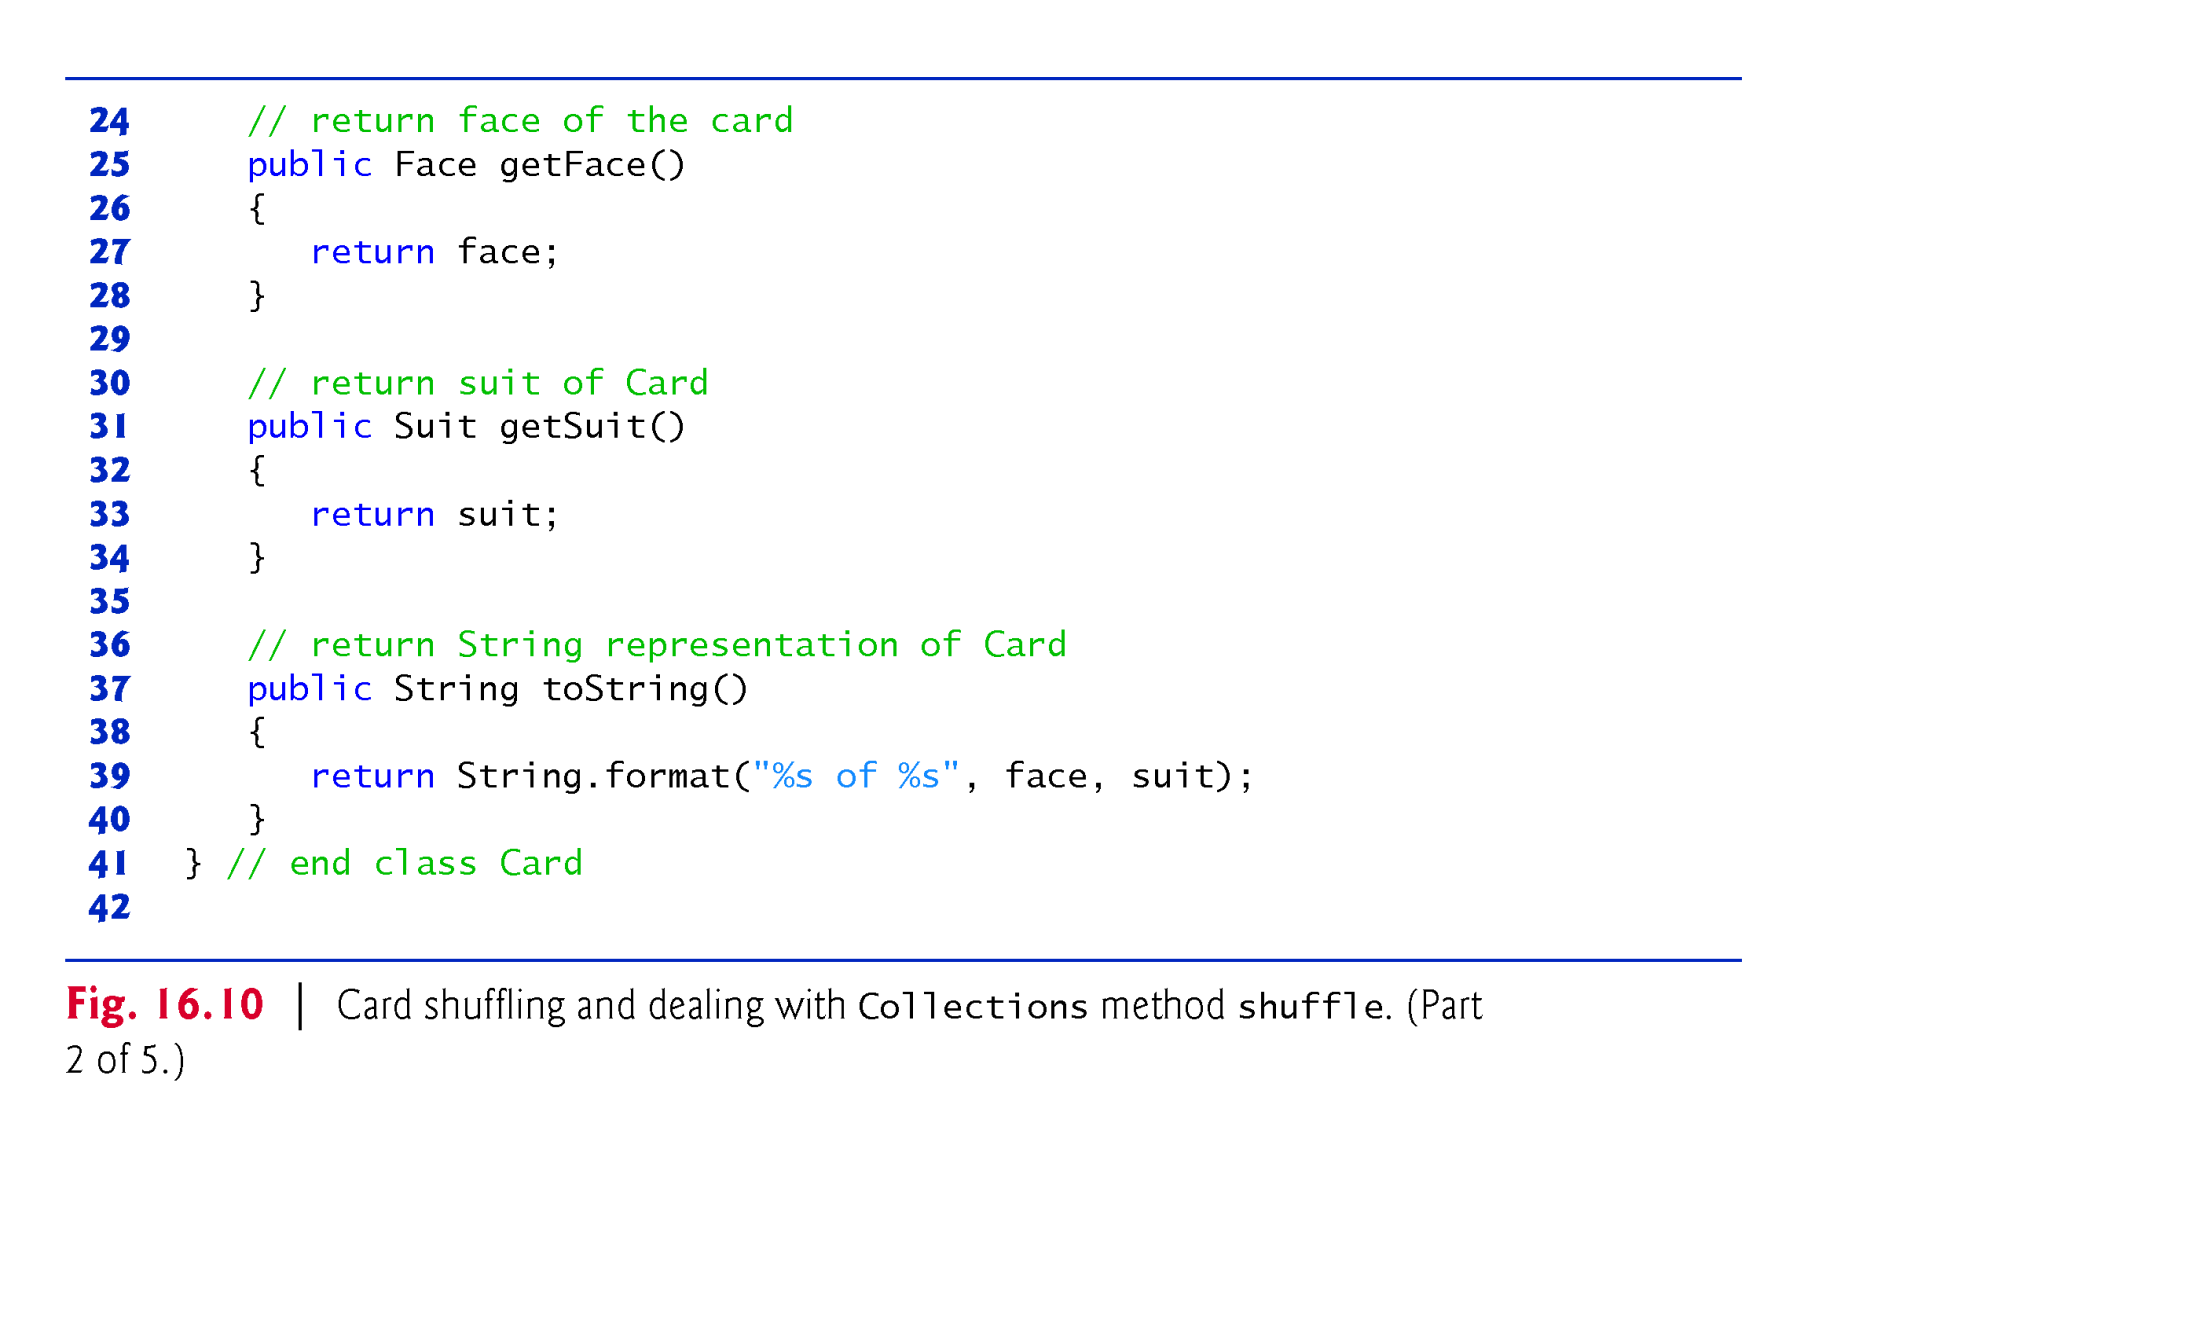 24 // return face of the card
25 public Face getFace()
26 {
27 return face;
28 }
29
30 // return suit of Card
31 public Suit getSuit()
32 {
33 return suit;
34 }
35
36 // return String representation of Card
37 public String toString()
38 {
39 return String.format("%s of %s", face, suit);
40 }
41 } // end class Card
42
Fig. 16.10 | Card shuffling and dealing with Collections method shuffle. (Part
2 of 5.)